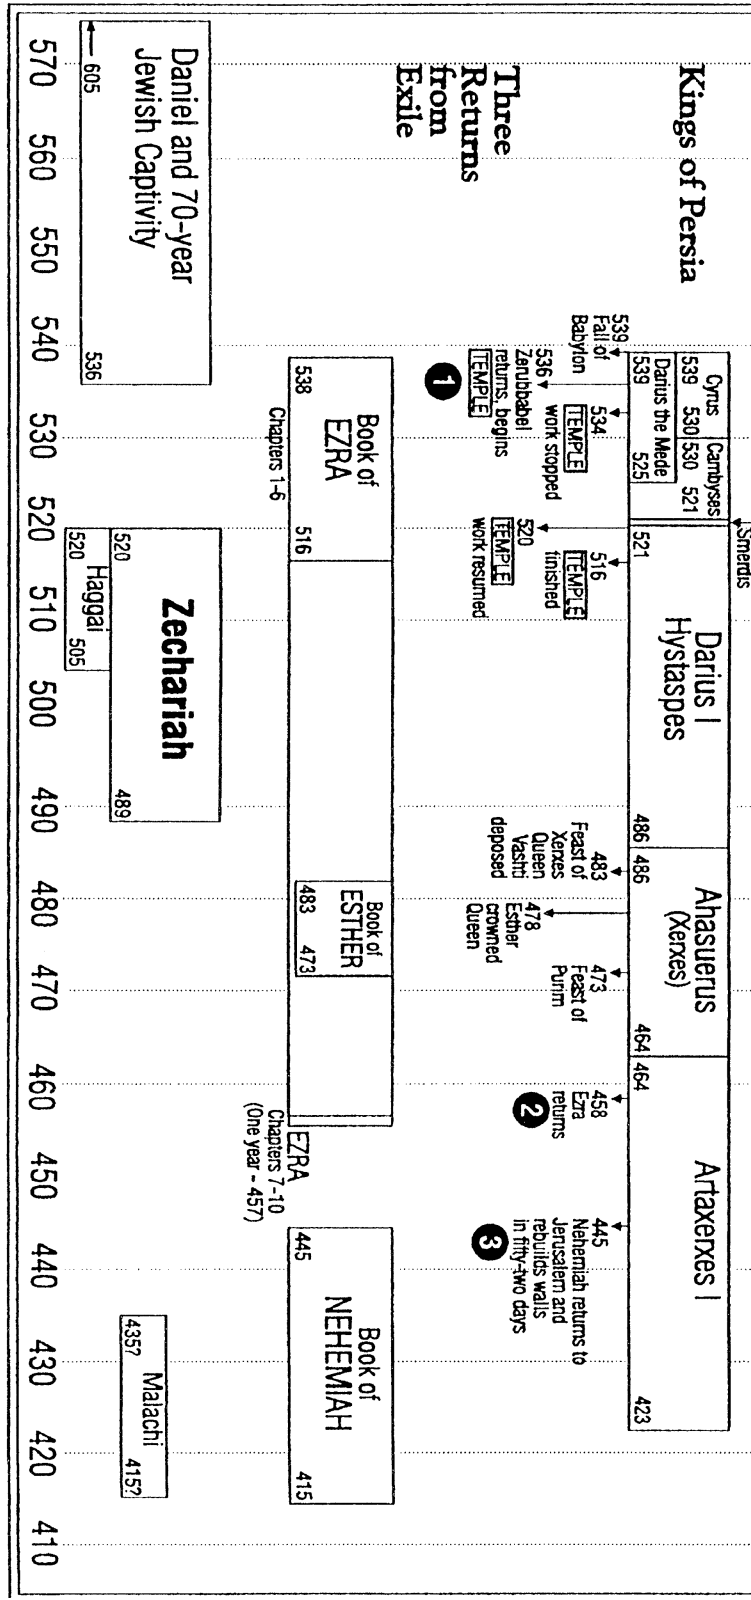 Kings of Persia
Smerdis
Cyrus
539 530
Cambyses
530 521
Darius the Mede
539 525
Darius I
Hystaspes
521 486
Ahasuerus
(Xerxes)
486 464
Artaxerxes I
464 423
Three
Returns
from
Exile
539
Fall of
Babylon
536
Zerubbabel
returns, begins
TEMPLE
1
534
TEMPLE
work stopped
520
TEMPLE
work resumed
516
TEMPLE
finished
483
Feast of
Xerxes
Queen
Vashti
deposed
478
Esther
crowned
Queen
473
Feast of
Purim
458
Ezra
returns
2
445
Nehemiah returns to
Jerusalem and
rebuilds walls
in fifty-two days
3
Book of
EZRA
538 516
Chapters 1-6
Book of
ESTHER
483 473
EZRA
Chapters 7-10
(One year - 457)
Book of
NEHEMIAH
445 415
Daniel and 70-year
Jewish Captivity
605 536
Zechariah
520 489
Haggai
520 505
Malachi
435? 415?
570 560 550 540 530 520 510 500 490 480 470 460 450 440 430 420 410